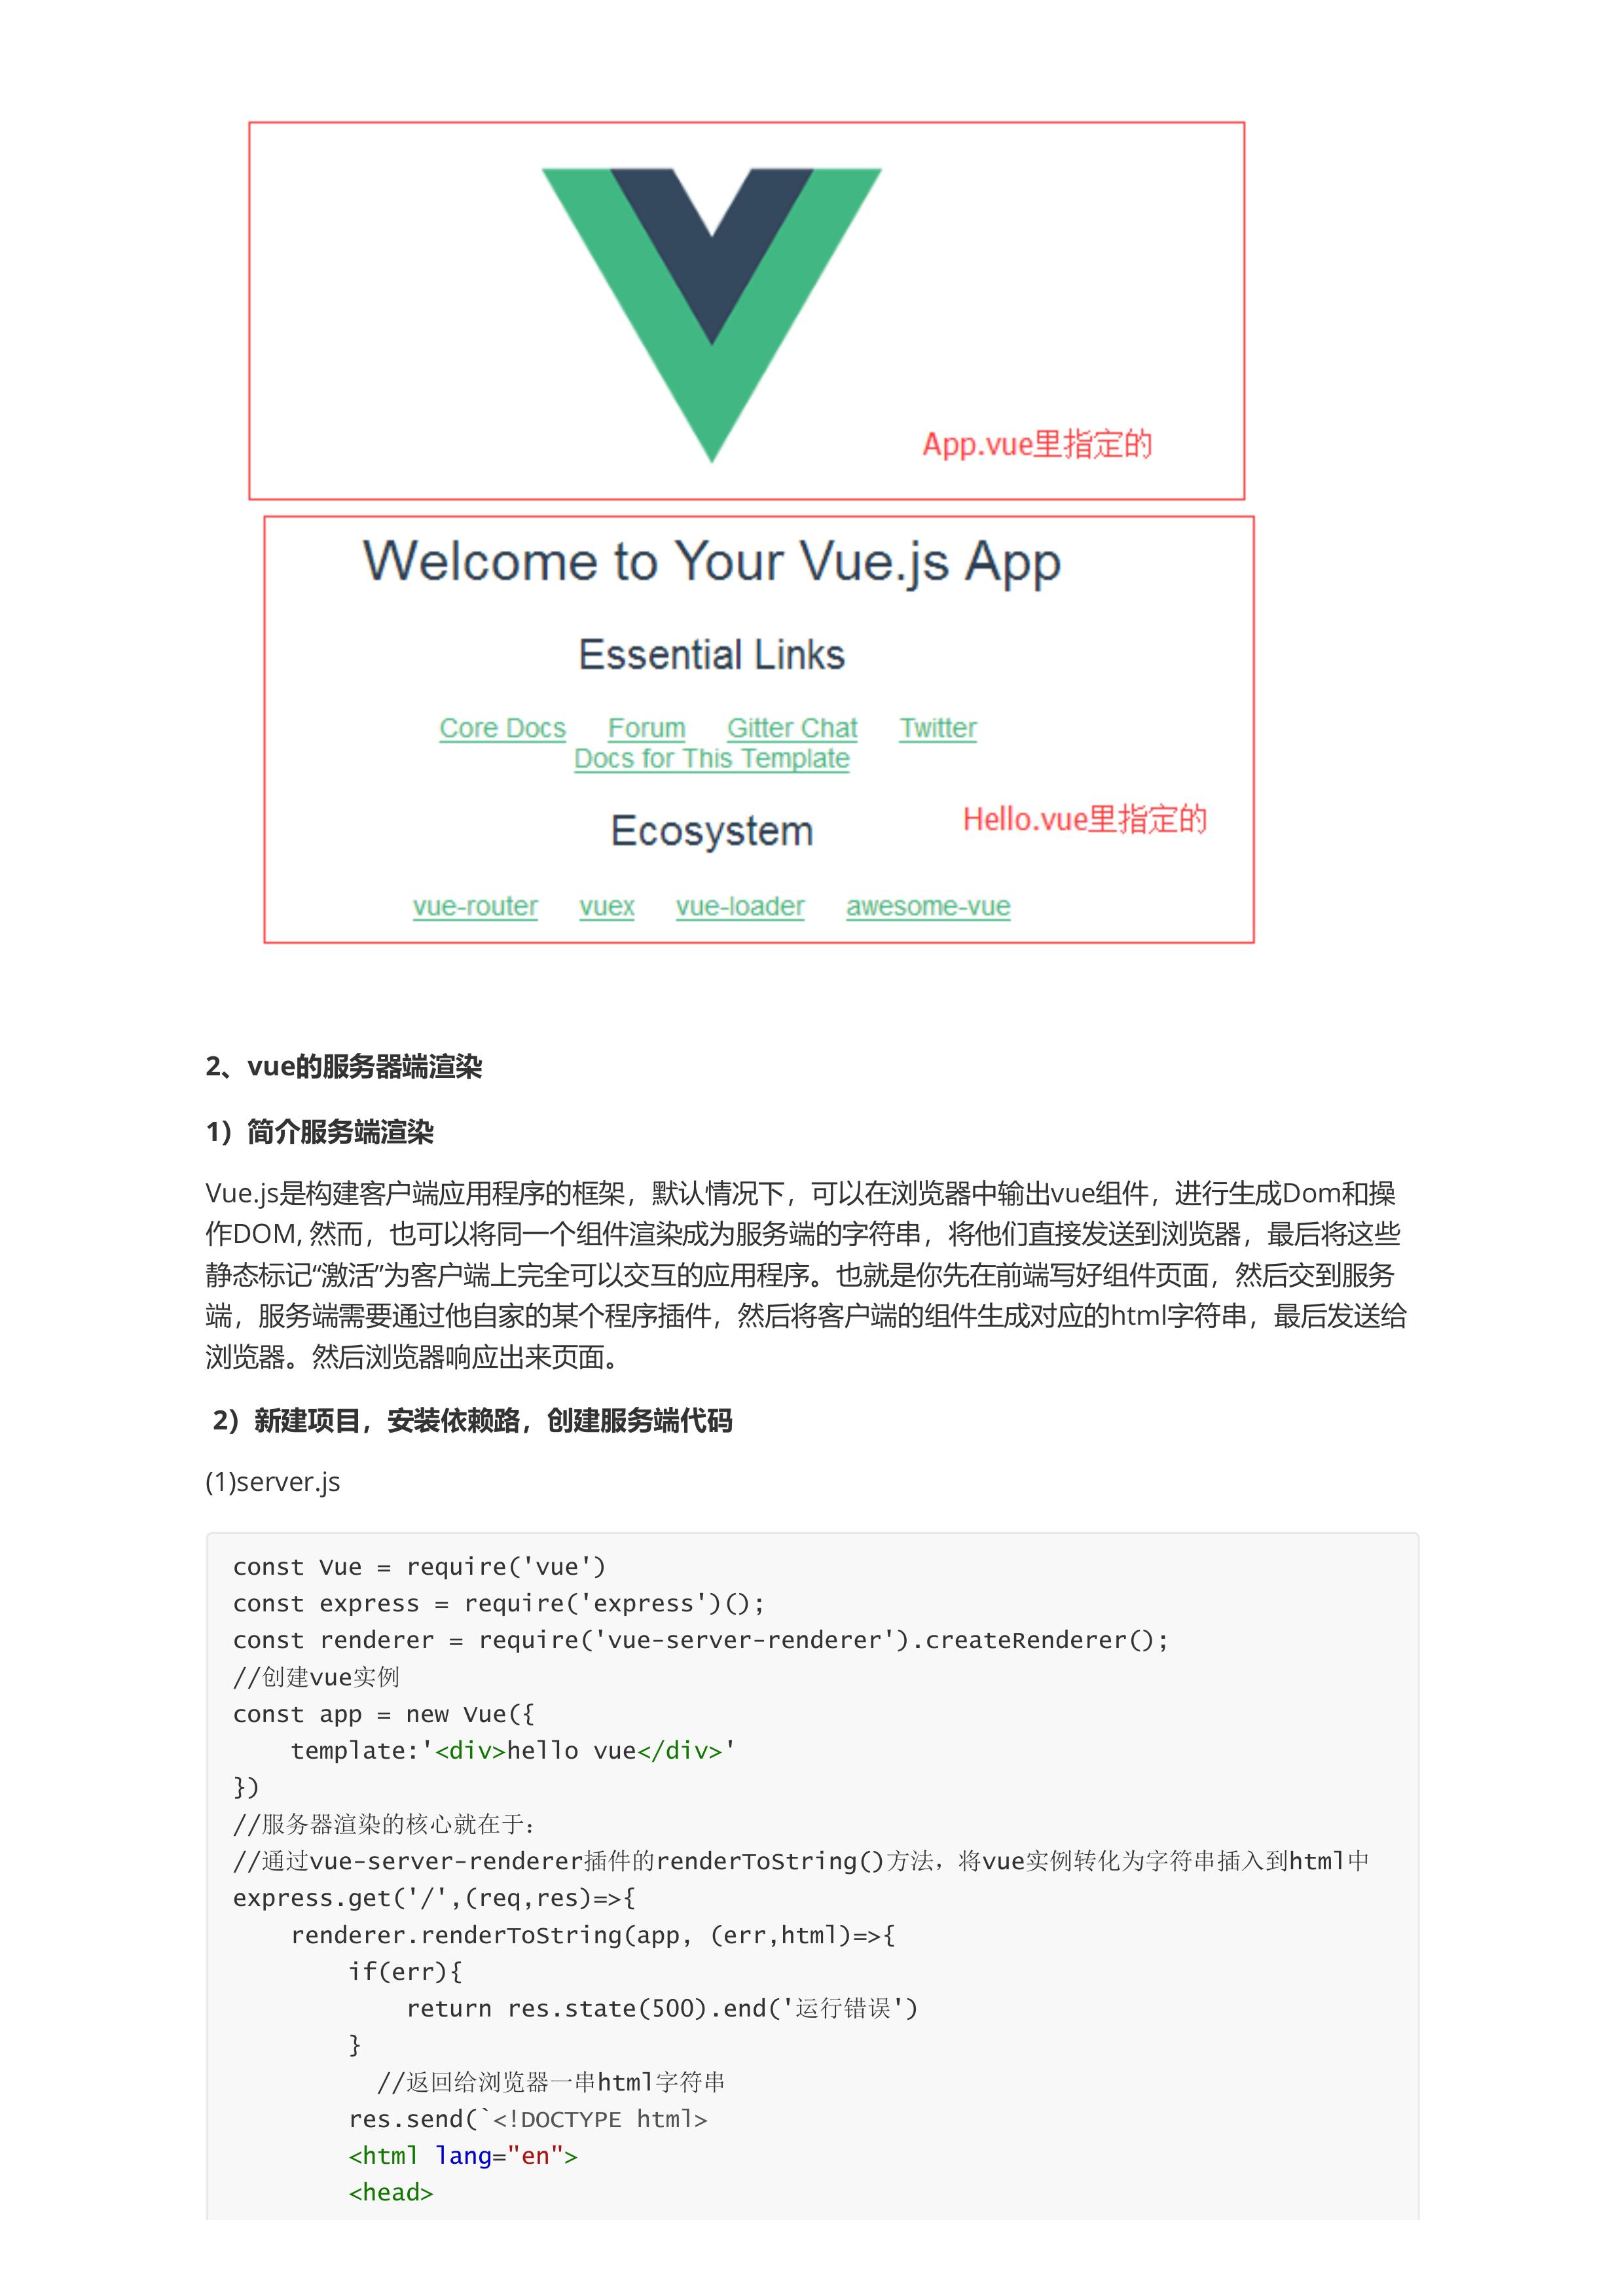 App.vue里指定的
Welcome to Your Vue.js App
Essential Links
Core Docs Forum Gitter Chat Twitter
Docs for This Template
Hello.vue里指定的
Ecosystem
vue-router vuex vue-loader awesome-vue
2、vue的服务器端渲染
1）简介服务端渲染
Vue.js是构建客户端应用程序的框架，默认情况下，可以在浏览器中输出vue组件，进行生成Dom和操
作DOM, 然而，也可以将同一个组件渲染成为服务端的字符串，将他们直接发送到浏览器，最后将这些
静态标记“激活”为客户端上完全可以交互的应用程序。也就是你先在前端写好组件页面，然后交到服务
端，服务端需要通过他自家的某个程序插件，然后将客户端的组件生成对应的html字符串，最后发送给
浏览器。然后浏览器响应出来页面。
2）新建项目，安装依赖路，创建服务端代码
(1)server.js
const Vue = require('vue')
const express = require('express')();
const renderer = require('vue-server-renderer').createRenderer();
//创建vue实例
const app = new Vue({
    template:'<div>hello vue</div>'
})
//服务器渲染的核心就在于：
//通过vue-server-renderer插件的renderToString()方法，将vue实例转化为字符串插入到html中
express.get('/',(req,res)=>{
    renderer.renderToString(app, (err,html)=>{
        if(err){
            return res.state(500).end('运行错误')
        }
          //返回给浏览器一串html字符串
        res.send(`<!DOCTYPE html>
        <html lang="en">
        <head>